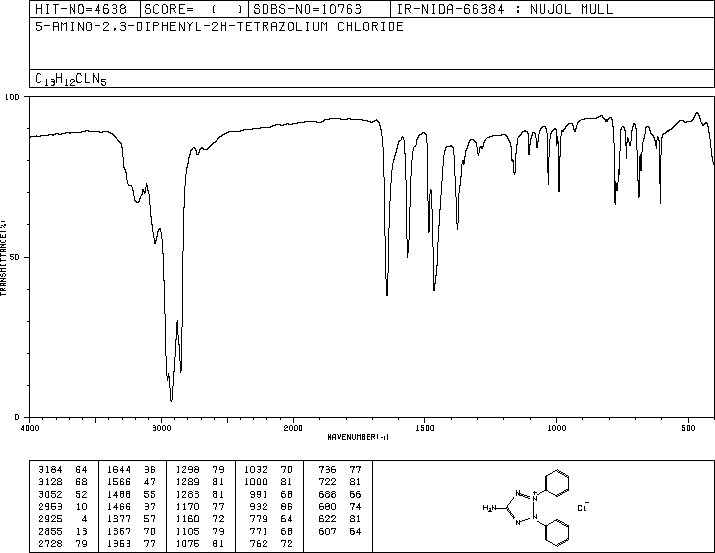 HIT-NO=4638 SCORE= ( ) SDBS-NO=10763 IR-NIDA-66384 : NUJOL MULL
5-AMINO-2,3-DIPHENYL-2H-TETRAZOLIUM CHLORIDE
C13H12CLN5
100
50
0
TRANSMITTANCE(%)
4000 3000 2000 1500 1000 500
WAVENUMBER(-1)
3184 64 1644 36 1298 79 1032 70 736 77
3128 68 1566 47 1289 81 1000 81 722 81
3052 52 1488 55 1283 81 991 68 688 66
2953 10 1466 37 1170 77 932 86 680 74
2925 4 1377 57 1160 72 779 64 622 81
2855 13 1367 70 1105 79 771 68 607 64
2728 79 1363 77 1076 81 762 72
N N+
H2N
N N
Cl−